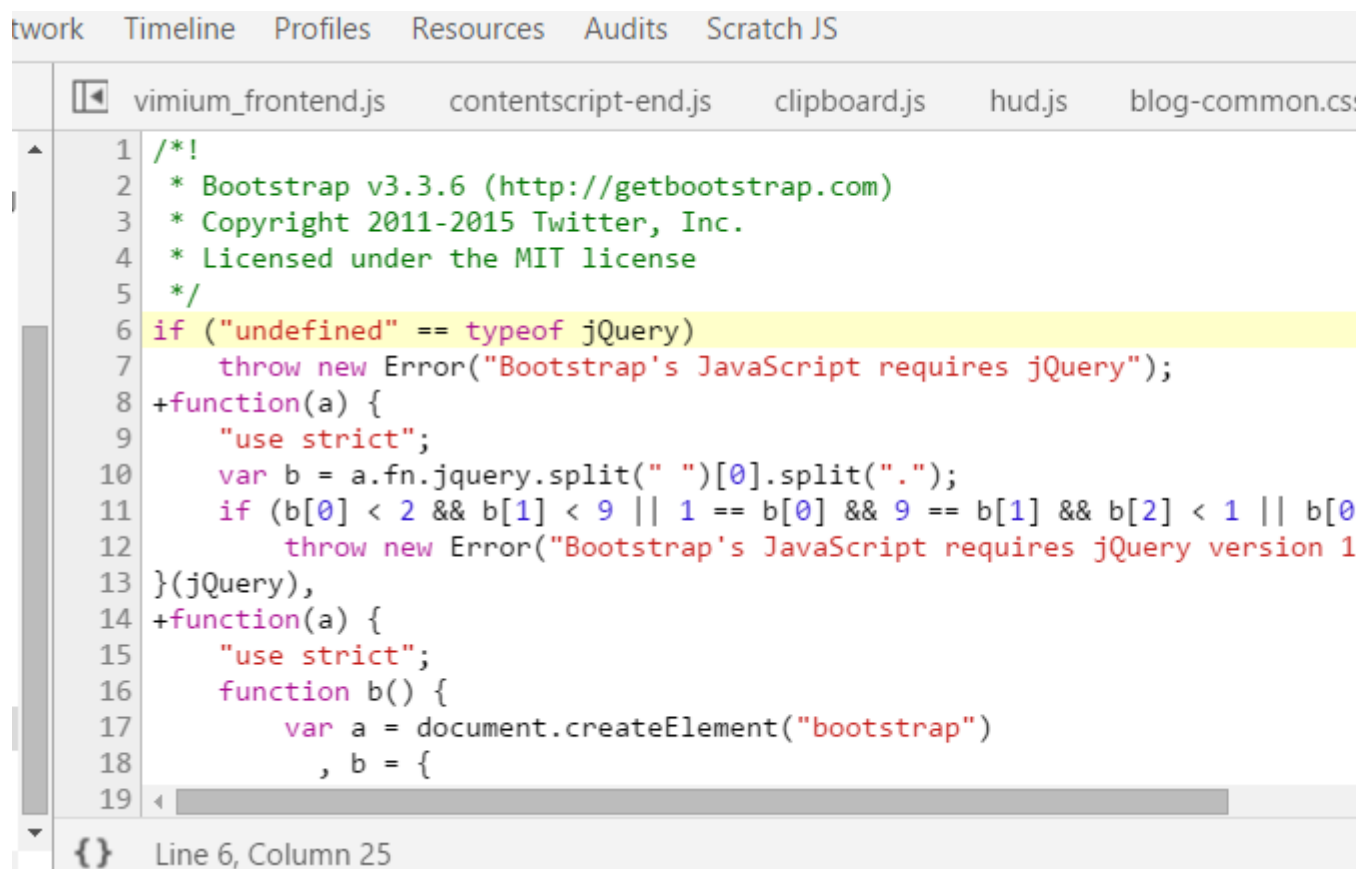 twork Timeline Profiles Resources Audits Scratch JS
vimium_frontend.js contentscript-end.js clipboard.js hud.js blog-common.css
1 /*!
2  * Bootstrap v3.3.6 (http://getbootstrap.com)
3  * Copyright 2011-2015 Twitter, Inc.
4  * Licensed under the MIT license
5  */
6 if ("undefined" == typeof jQuery)
7     throw new Error("Bootstrap's JavaScript requires jQuery");
8 +function(a) {
9     "use strict";
10     var b = a.fn.jquery.split(" ")[0].split(".");
11     if (b[0] < 2 && b[1] < 9 || 1 == b[0] && 9 == b[1] && b[2] < 1 || b[0
12         throw new Error("Bootstrap's JavaScript requires jQuery version 1
13 }(jQuery),
14 +function(a) {
15     "use strict";
16     function b() {
17         var a = document.createElement("bootstrap")
18           , b = {
19
{} Line 6, Column 25